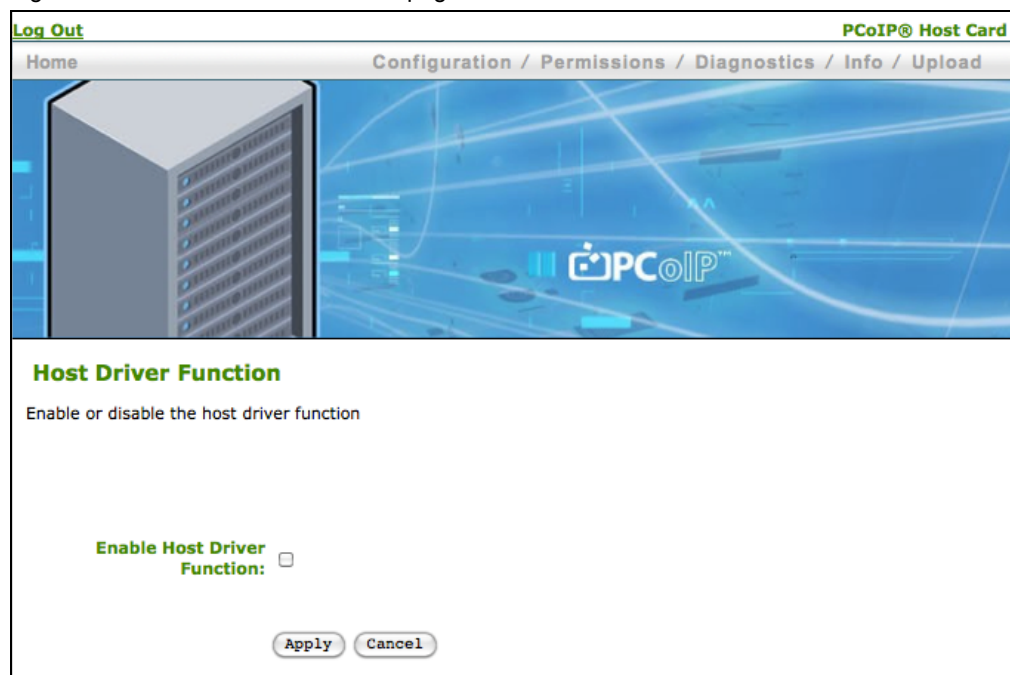 Log Out PCoIP® Host Card
Home Configuration / Permissions / Diagnostics / Info / Upload
PCoIP™
Host Driver Function
Enable or disable the host driver function
Enable Host Driver
Function:
Apply Cancel